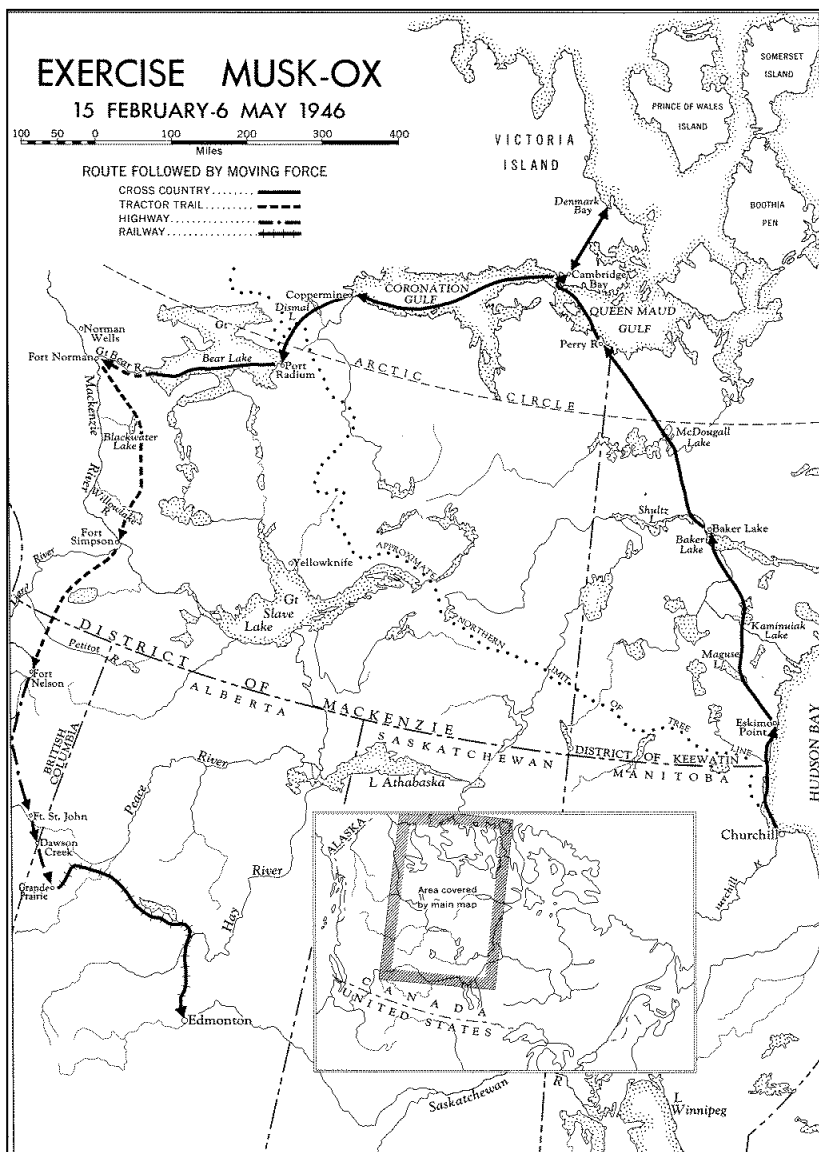 EXERCISE MUSK-OX
15 FEBRUARY-6 MAY 1946
100 50 0 100 200 300 400
Miles
ROUTE FOLLOWED BY MOVING FORCE
CROSS COUNTRY.......
TRACTOR TRAIL.......
HIGHWAY...............
RAILWAY................
SOMERSET
ISLAND
PRINCE OF WALES
ISLAND
VICTORIA
ISLAND
BOOTHIA
PEN
Denmark
Bay
Cambridge
Bay
CORONATION
GULF
QUEEN MAUD
GULF
Coppermine
Dismal
L
Norman
Wells
Fort Norman
Gt Bear R
Gt
Bear Lake
Port
Radium
Perry R
ARCTIC
CIRCLE
Mackenzie
River
Blackwater
Lake
McDougall
Lake
Willowlake
R
Shultz
L
Baker Lake
Baker
Lake
Fort
Simpson
Liard River
Yellowknife
Gt
Slave
Lake
APPROXIMATE
NORTHERN
LIMIT OF
TREE
LINE
Kaminuiak
Lake
Maguse
L
Eskimo
Point
DISTRICT OF MACKENZIE
Petitot R
Fort
Nelson
ALBERTA
SASKATCHEWAN
DISTRICT OF KEEWATIN
MANITOBA
HUDSON BAY
BRITISH
COLUMBIA
Peace River
L Athabaska
Ft. St. John
Dawson
Creek
Grande
Prairie
Hay
River
Churchill
Churchill R
Edmonton
ALASKA
Area covered
by main map
CANADA
UNITED STATES
Saskatchewan
R
L
Winnipeg